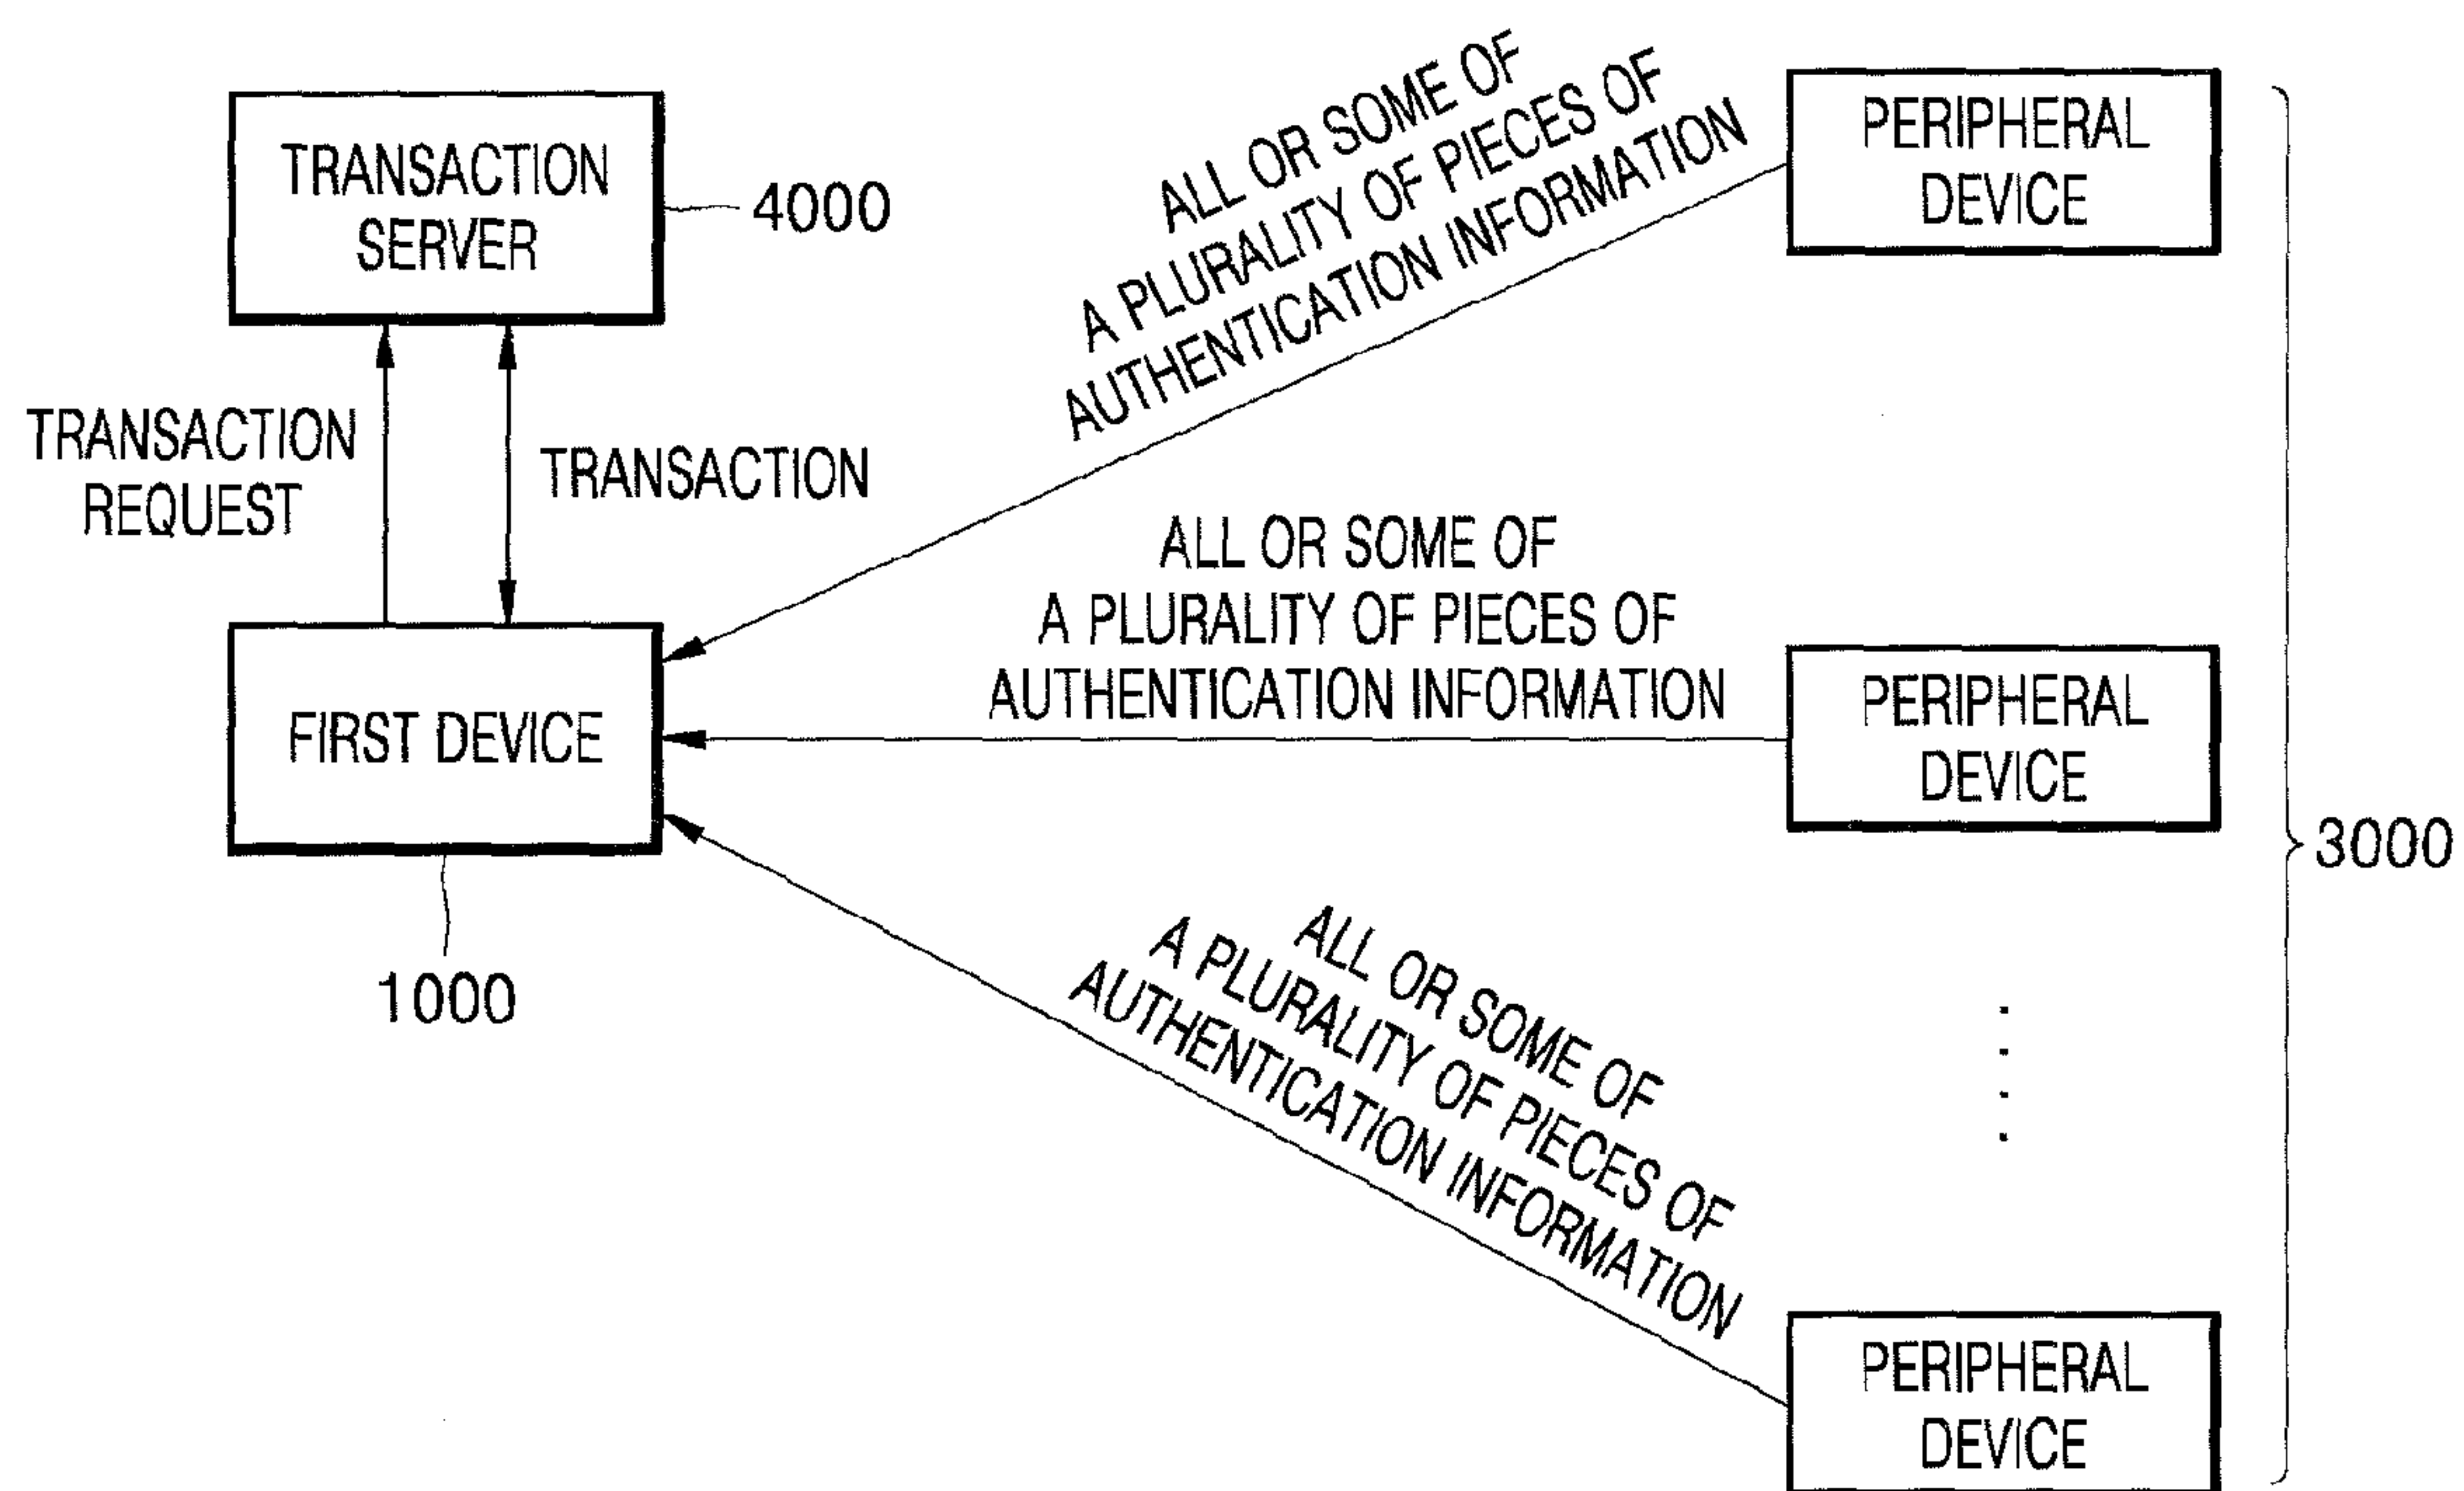 TRANSACTION
SERVER
4000
TRANSACTION
REQUEST
TRANSACTION
FIRST DEVICE
1000
ALL OR SOME OF
A PLURALITY OF PIECES OF
AUTHENTICATION INFORMATION
ALL OR SOME OF
A PLURALITY OF PIECES OF
AUTHENTICATION INFORMATION
ALL OR SOME OF
A PLURALITY OF PIECES OF
AUTHENTICATION INFORMATION
PERIPHERAL
DEVICE
PERIPHERAL
DEVICE
PERIPHERAL
DEVICE
3000